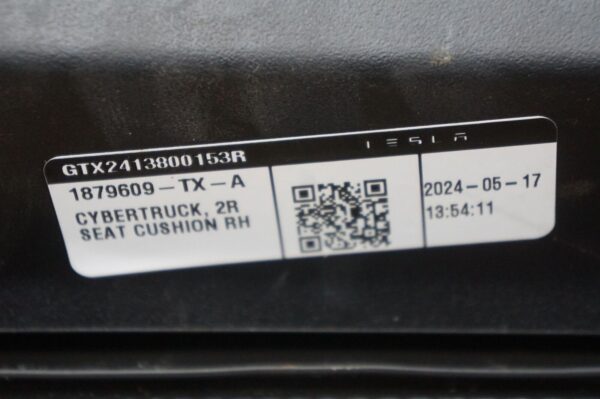 GTX2413800153R TESLA
1879609-TX-A
CYBERTRUCK, 2R
SEAT CUSHION RH
2024-05-17
13:54:11